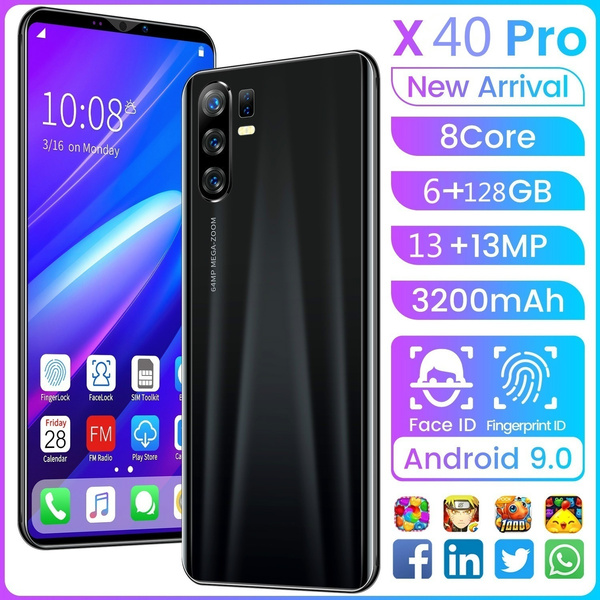 X 40 Pro
New Arrival
8Core
6+128GB
13+13MP
3200mAh
Face ID
Fingerprint ID
Android 9.0
10:08
3/16 on Monday
FingerLock
FaceLock
SIM Toolkit
Friday
28
Calendar
FM
FM Radio
Play Store
64MP MEGA-ZOOM
1000
f
in